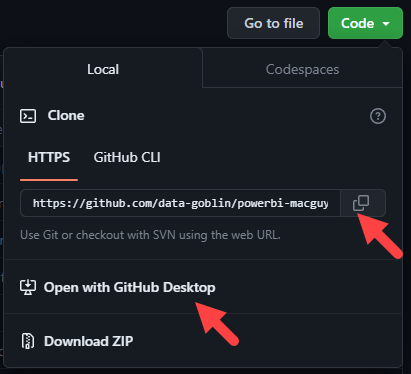 Go to file
Code
Local
Codespaces
Clone
HTTPS
GitHub CLI
https://github.com/data-goblin/powerbi-macguy
Use Git or checkout with SVN using the web URL.
Open with GitHub Desktop
Download ZIP